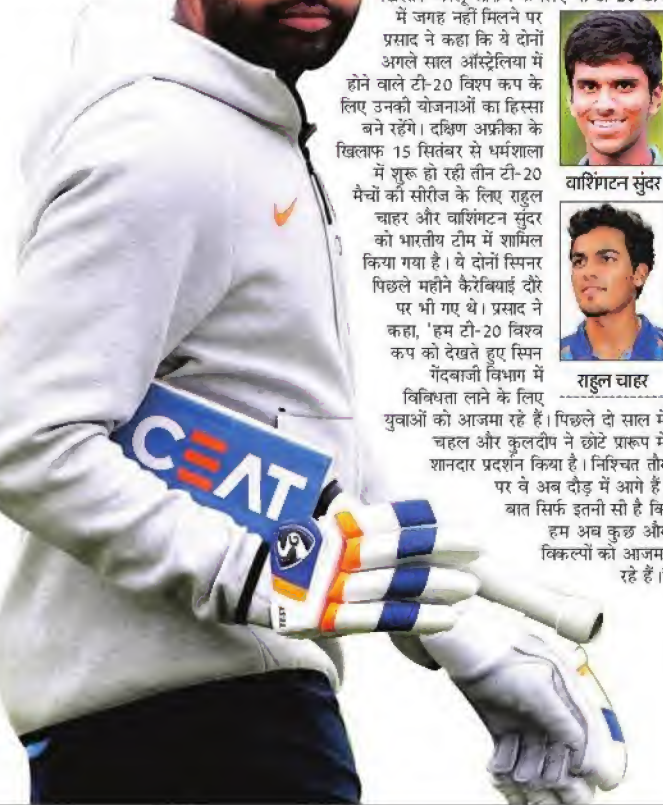 में जगह नहीं मिलने पर
प्रसाद ने कहा कि ये दोनों
अगले साल ऑस्ट्रेलिया में
होने वाले टी-20 विश्प कप के
लिए उनकी योजनाओं का हिस्सा
बने रहेंगे। दक्षिण अफ्रीका के
खिलाफ 15 सितंबर से धर्मशाला
में शुरू हो रही तीन टी-20
मैचों की सीरीज के लिए राहुल
चाहर और वाशिंगटन सुंदर
को भारतीय टीम में शामिल
किया गया है। ये दोनों स्पिनर
पिछले महीने कैरेबियाई दौरे
पर भी गए थे। प्रसाद ने
कहा, 'हम टी-20 विश्व
कप को देखते हुए स्पिन
गेंदबाजी विभाग में
विविधता लाने के लिए
युवाओं को आजमा रहे हैं। पिछले दो साल में
चहल और कुलदीप ने छोटे प्रारूप में
शानदार प्रदर्शन किया है। निश्चित तौर
पर वे अब दौड़ में आगे हैं
बात सिर्फ इतनी सी है कि
हम अब कुछ और
विकल्पों को आजमा
रहे हैं।'
वाशिंगटन सुंदर
राहुल चाहर
CEAT
TEST